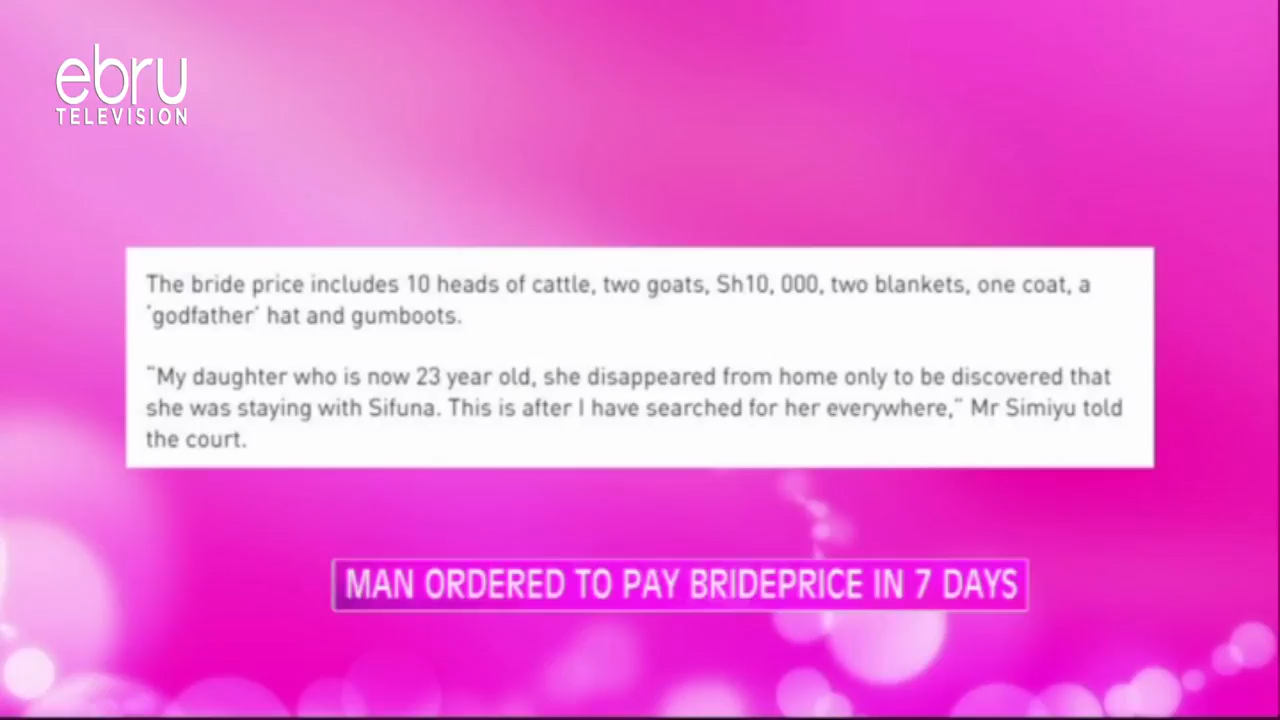 ebru
TELEVISION
The bride price includes 10 heads of cattle, two goats, Sh10, 000, two blankets, one coat, a
'godfather' hat and gumboots.
"My daughter who is now 23 year old, she disappeared from home only to be discovered that
she was staying with Sifuna. This is after I have searched for her everywhere," Mr Simiyu told
the court.
MAN ORDERED TO PAY BRIDEPRICE IN 7 DAYS